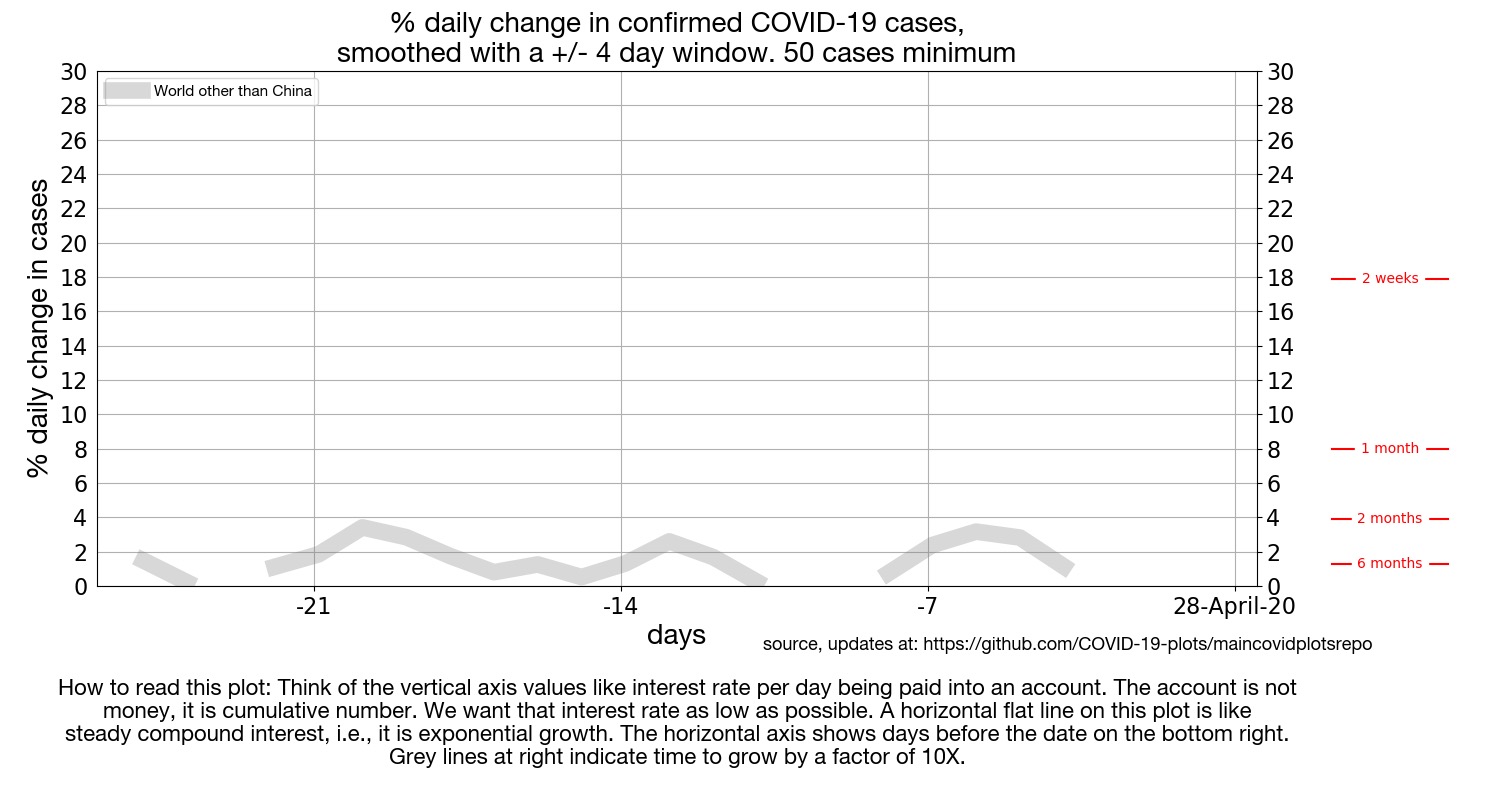 % daily change in confirmed COVID-19 cases,
smoothed with a +/- 4 day window. 50 cases minimum
World other than China
% daily change in cases
30
28
26
24
22
20
18
16
14
12
10
8
6
4
2
0
30
28
26
24
22
20
18
16
14
12
10
8
6
4
2
0
2 weeks
1 month
2 months
6 months
-21
-14
-7
28-April-20
days
source, updates at: https://github.com/COVID-19-plots/maincovidplotsrepo
How to read this plot: Think of the vertical axis values like interest rate per day being paid into an account. The account is not
money, it is cumulative number. We want that interest rate as low as possible. A horizontal flat line on this plot is like
steady compound interest, i.e., it is exponential growth. The horizontal axis shows days before the date on the bottom right.
Grey lines at right indicate time to grow by a factor of 10X.